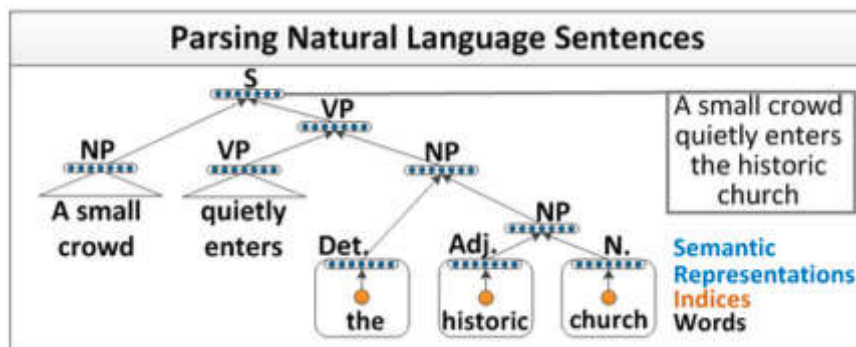 Parsing Natural Language Sentences
S
VP
NP
VP
NP
A small
crowd
quietly
enters
NP
Det.
Adj.
N.
the
historic
church
A small crowd
quietly enters
the historic
church
Semantic
Representations
Indices
Words